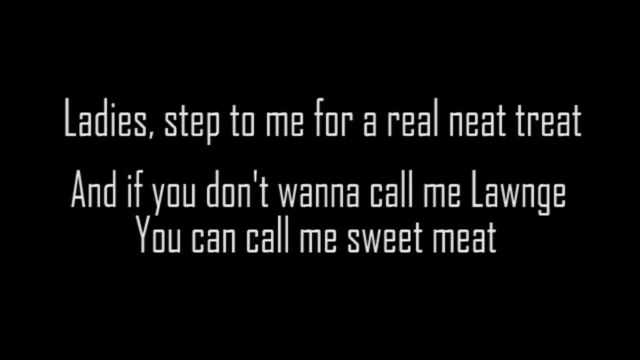 Ladies, step to me for a real neat treat
And if you don't wanna call me Lawnge
You can call me sweet meat